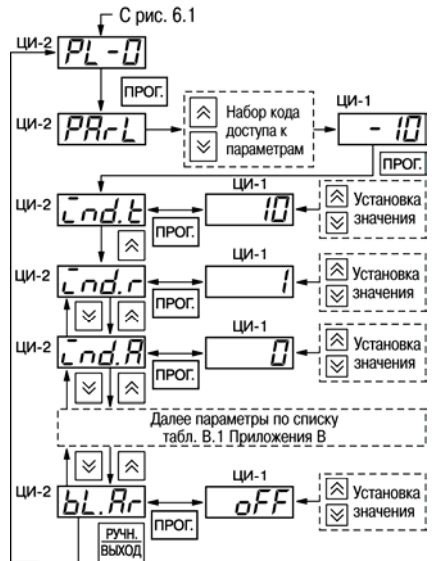 С рис. 6.1
ЦИ-2 PL-0
ПРОГ.
ЦИ-2 PArL
Набор кода
доступа к
параметрам
ЦИ-1
-10
ПРОГ.
ЦИ-2 ind.t
ПРОГ.
ЦИ-1
10
Установка
значения
ЦИ-2 ind.r
ПРОГ.
ЦИ-1
1
Установка
значения
ЦИ-2 ind.A
ПРОГ.
ЦИ-1
0
Установка
значения
Далее параметры по списку
табл. В.1 Приложения В
ЦИ-2 bL.Ar
ПРОГ.
ЦИ-1
oFF
Установка
значения
РУЧН.
ВЫХОД